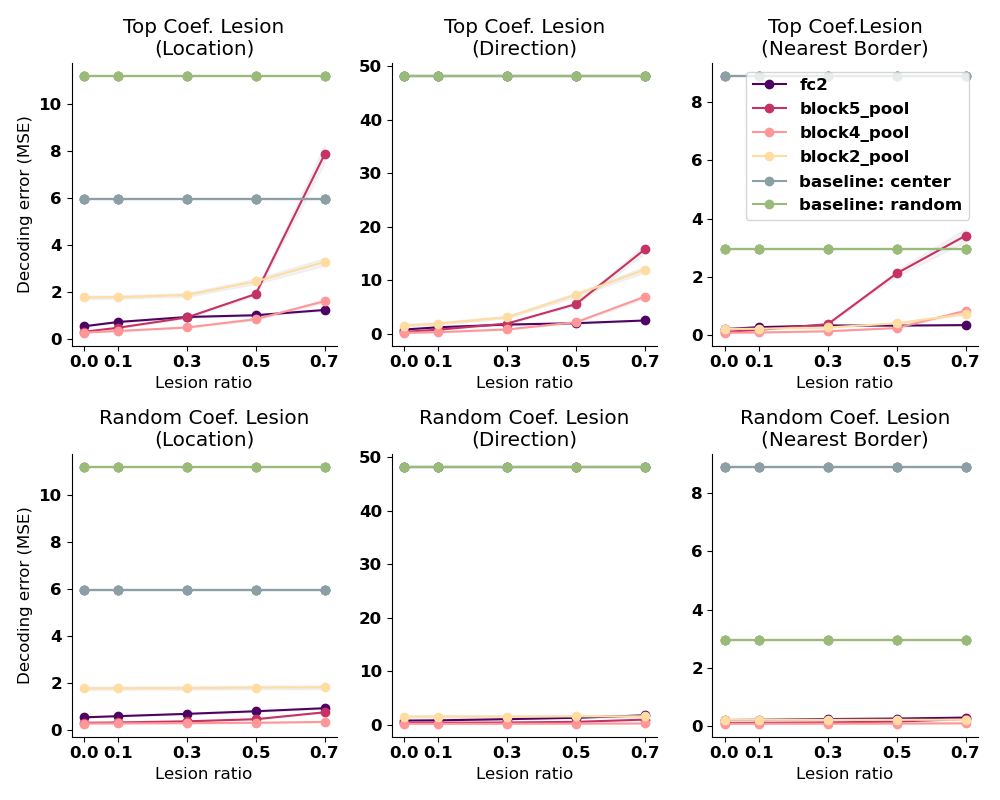 Top Coef. Lesion
(Location)
Top Coef. Lesion
(Direction)
Top Coef.Lesion
(Nearest Border)
Decoding error (MSE)
10
8
6
4
2
0
0.0 0.1 0.3 0.5 0.7
Lesion ratio
50
40
30
20
10
0
0.0 0.1 0.3 0.5 0.7
Lesion ratio
8
6
4
2
0
fc2
block5_pool
block4_pool
block2_pool
baseline: center
baseline: random
0.0 0.1 0.3 0.5 0.7
Lesion ratio
Random Coef. Lesion
(Location)
Random Coef. Lesion
(Direction)
Random Coef. Lesion
(Nearest Border)
Decoding error (MSE)
10
8
6
4
2
0
0.0 0.1 0.3 0.5 0.7
Lesion ratio
50
40
30
20
10
0
0.0 0.1 0.3 0.5 0.7
Lesion ratio
8
6
4
2
0
0.0 0.1 0.3 0.5 0.7
Lesion ratio